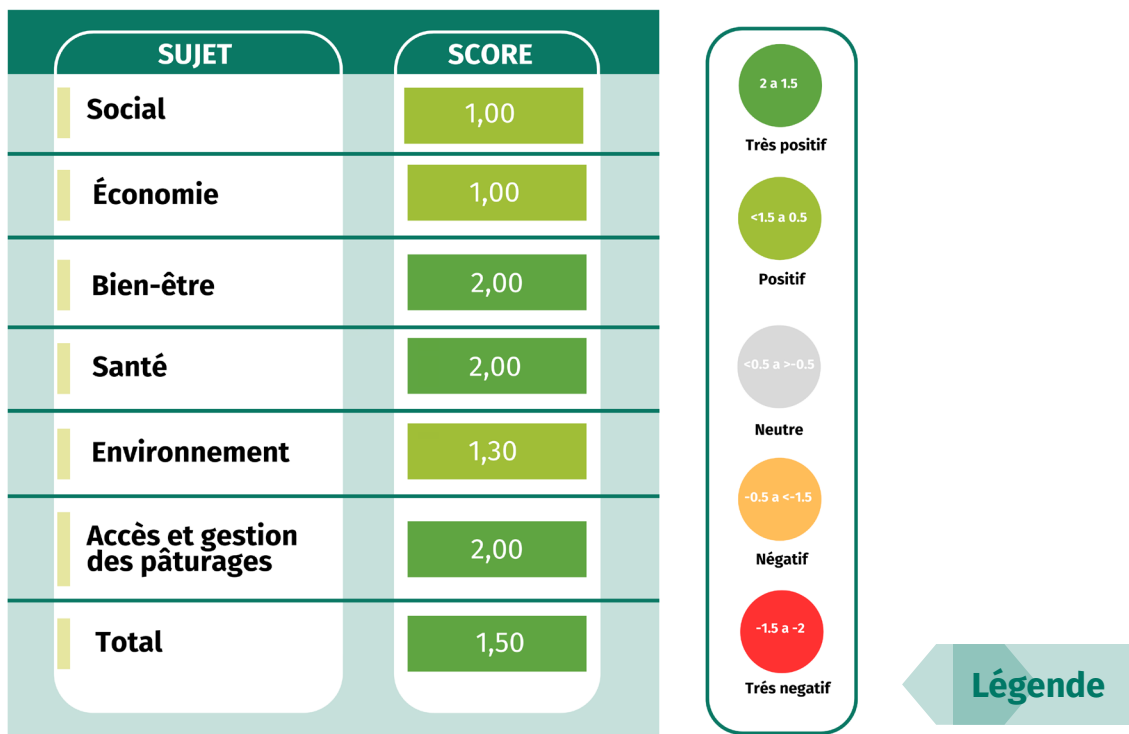 SUJET SCORE
Social 1,00
Économie 1,00
Bien-être 2,00
Santé 2,00
Environnement 1,30
Accès et gestion
des pâturages 2,00
Total 1,50
2 a 1.5
Très positif
<1.5 a 0.5
Positif
<0.5 a >-0.5
Neutre
-0.5 a <-1.5
Négatif
-1.5 a -2
Trés negatif
Légende